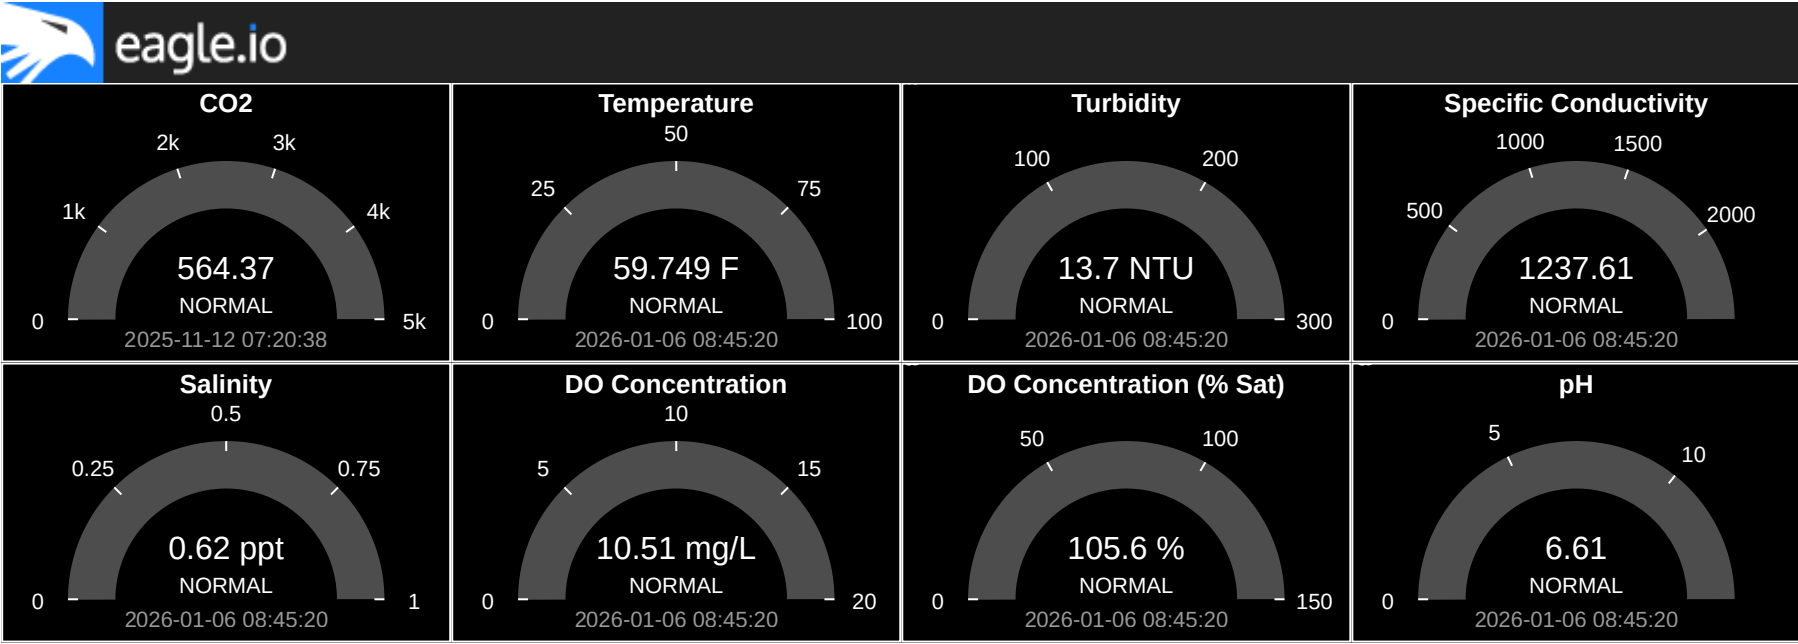 eagle.io
CO2
2k 3k
1k 4k
564.37
NORMAL
0 5k
2025-11-12 07:20:38
Temperature
50
25 75
59.749 F
NORMAL
0 100
2026-01-06 08:45:20
Turbidity
100 200
13.7 NTU
NORMAL
0 300
2026-01-06 08:45:20
Specific Conductivity
1000 1500
500 2000
1237.61
NORMAL
0
2026-01-06 08:45:20
Salinity
0.5
0.25 0.75
0.62 ppt
NORMAL
0 1
2026-01-06 08:45:20
DO Concentration
10
5 15
10.51 mg/L
NORMAL
0 20
2026-01-06 08:45:20
DO Concentration (% Sat)
50 100
105.6 %
NORMAL
0 150
2026-01-06 08:45:20
pH
5 10
6.61
NORMAL
0
2026-01-06 08:45:20